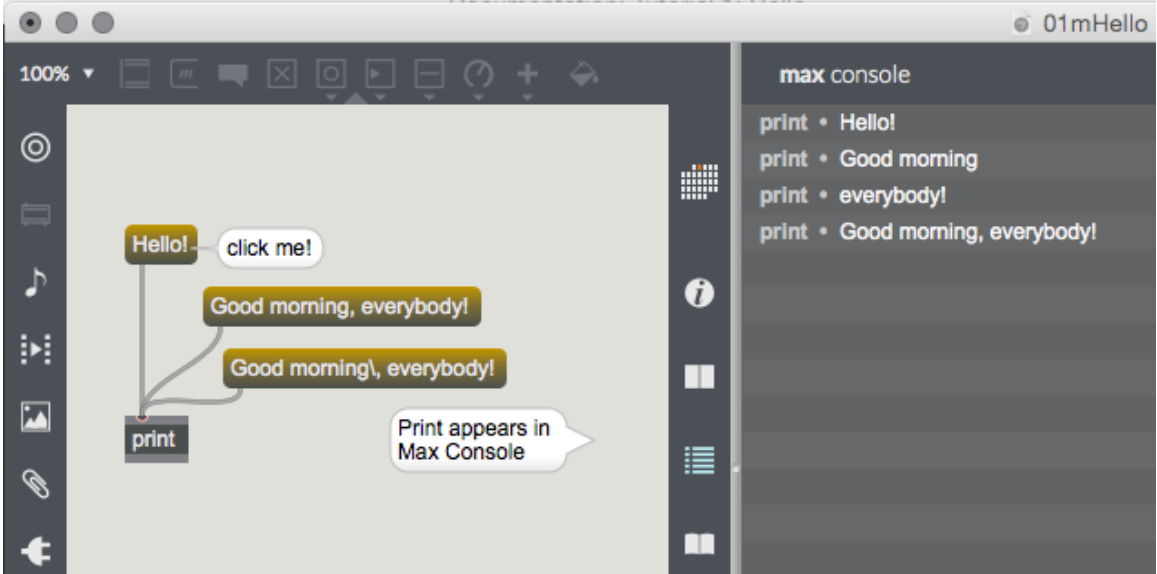 01mHello
100%
m
max console
print • Hello!
print • Good morning
print • everybody!
print • Good morning, everybody!
Hello!
click me!
Good morning, everybody!
Good morning\, everybody!
print
Print appears in
Max Console
i